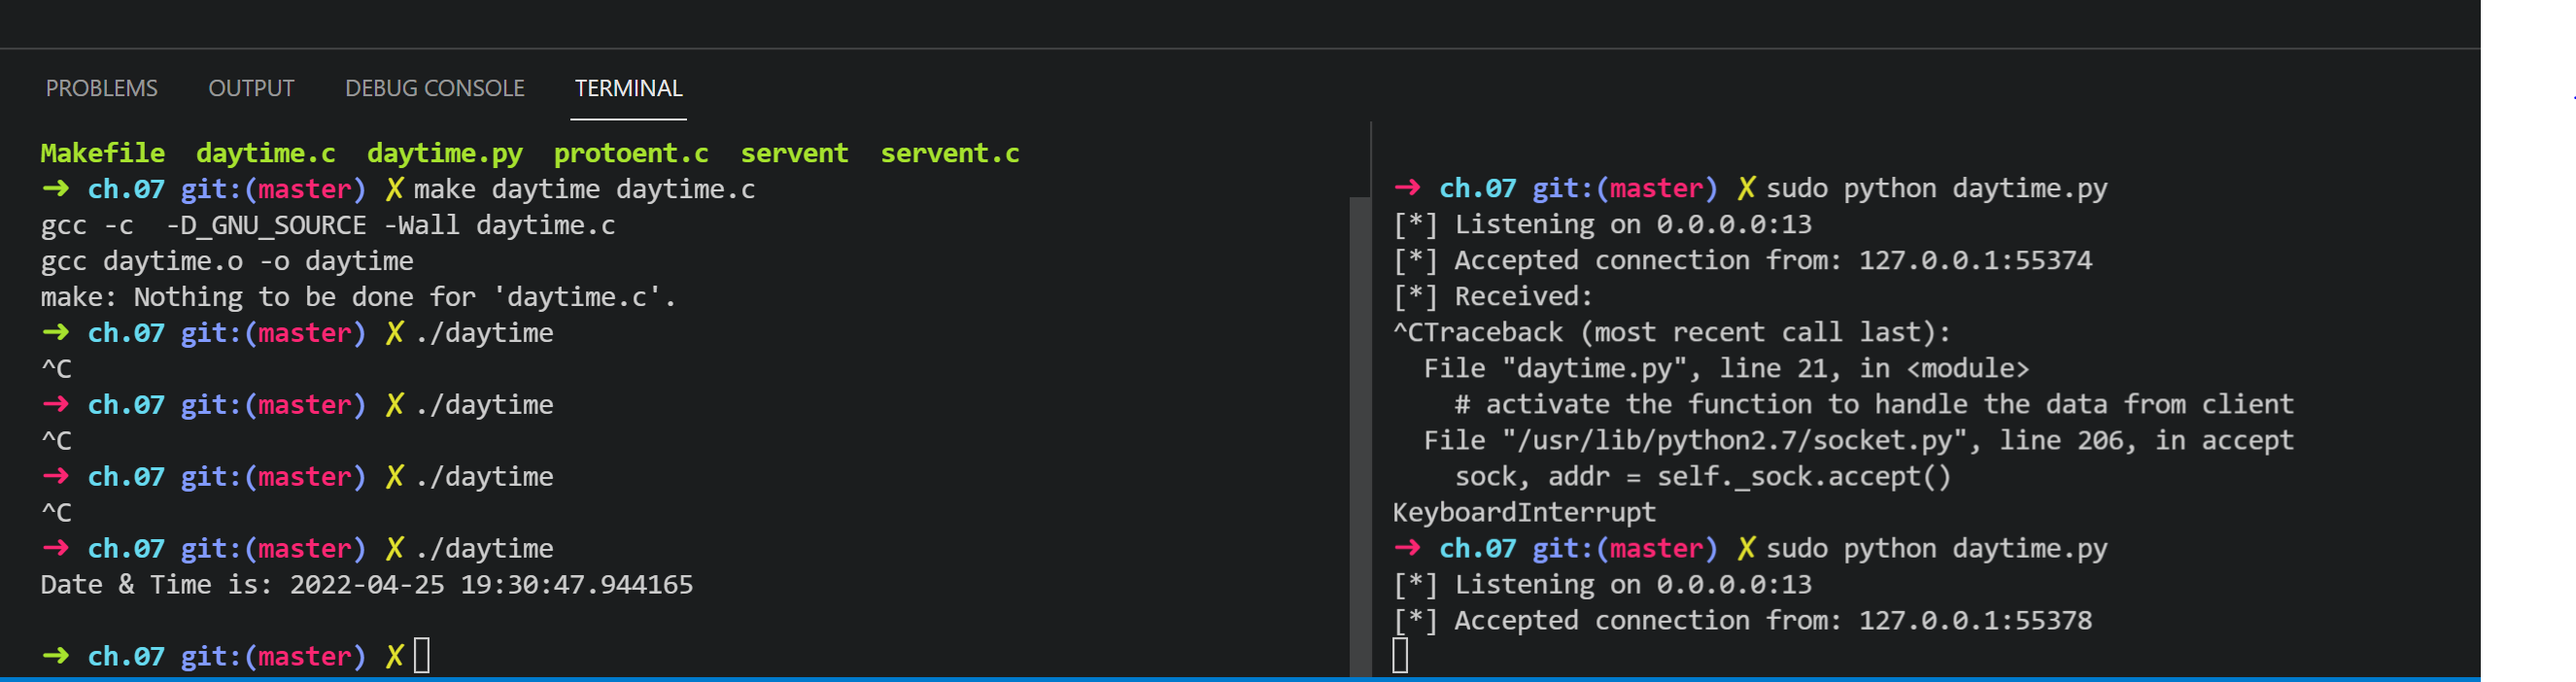 PROBLEMS OUTPUT DEBUG CONSOLE TERMINAL
Makefile daytime.c daytime.py protoent.c servent servent.c
➜ ch.07 git:(master) ✗ make daytime daytime.c
gcc -c  -D_GNU_SOURCE -Wall daytime.c
gcc daytime.o -o daytime
make: Nothing to be done for 'daytime.c'.
➜ ch.07 git:(master) ✗ ./daytime
^C
➜ ch.07 git:(master) ✗ ./daytime
^C
➜ ch.07 git:(master) ✗ ./daytime
^C
➜ ch.07 git:(master) ✗ ./daytime
Date & Time is: 2022-04-25 19:30:47.944165
➜ ch.07 git:(master) ✗
➜ ch.07 git:(master) ✗ sudo python daytime.py
[*] Listening on 0.0.0.0:13
[*] Accepted connection from: 127.0.0.1:55374
[*] Received:
^CTraceback (most recent call last):
  File "daytime.py", line 21, in <module>
    # activate the function to handle the data from client
  File "/usr/lib/python2.7/socket.py", line 206, in accept
    sock, addr = self._sock.accept()
KeyboardInterrupt
➜ ch.07 git:(master) ✗ sudo python daytime.py
[*] Listening on 0.0.0.0:13
[*] Accepted connection from: 127.0.0.1:55378